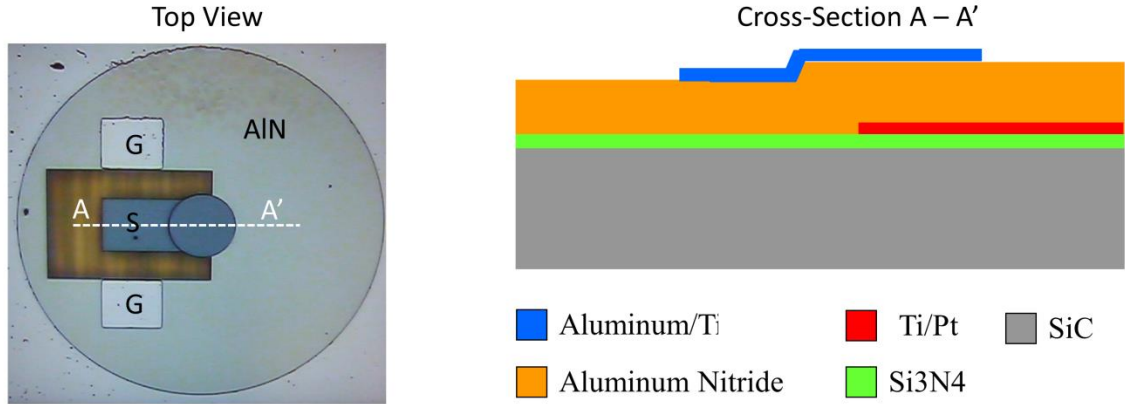 Top View
Cross-Section A – A’
AlN
G
A
S
A’
G
Aluminum/Ti
Ti/Pt
SiC
Aluminum Nitride
Si3N4